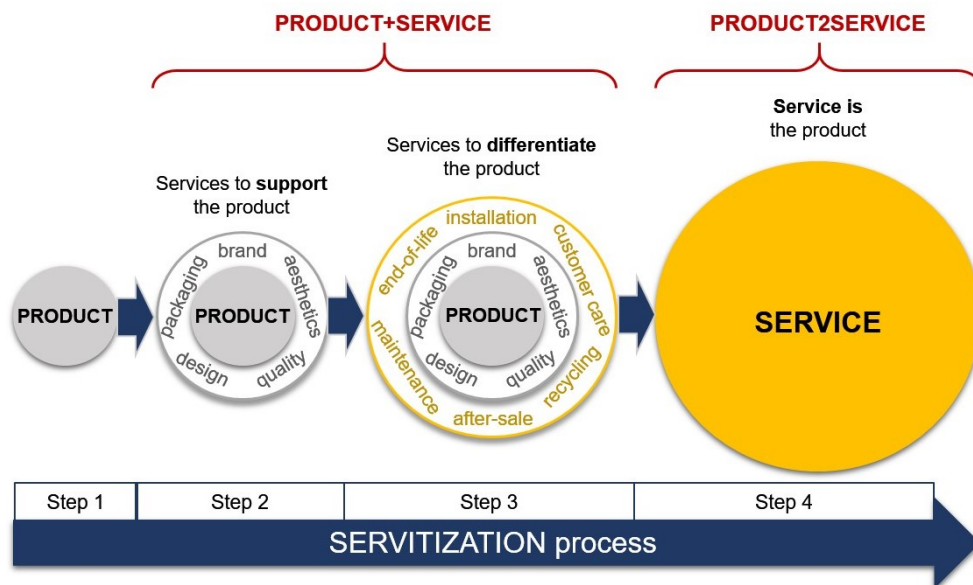 PRODUCT+SERVICE
PRODUCT2SERVICE
Service is
the product
Services to differentiate
the product
Services to support
the product
PRODUCT
brand
aesthetics
quality
design
packaging
PRODUCT
installation
customer care
recycling
after-sale
maintenance
end-of-life
brand
aesthetics
quality
design
packaging
PRODUCT
SERVICE
Step 1
Step 2
Step 3
Step 4
SERVITIZATION process